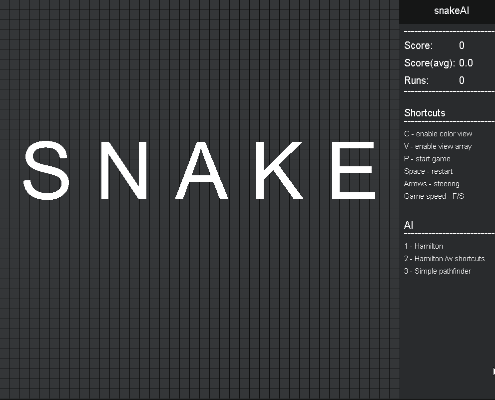 snakeAI
Score: 0
Score(avg): 0.0
Runs: 0
Shortcuts
C - enable color view
V - enable view array
P - start game
Space - restart
Arrows - steering
Game speed - F/S
AI
1 - Hamilton
2 - Hamilton /w shortcuts
3 - Simple pathfinder
S N A K E